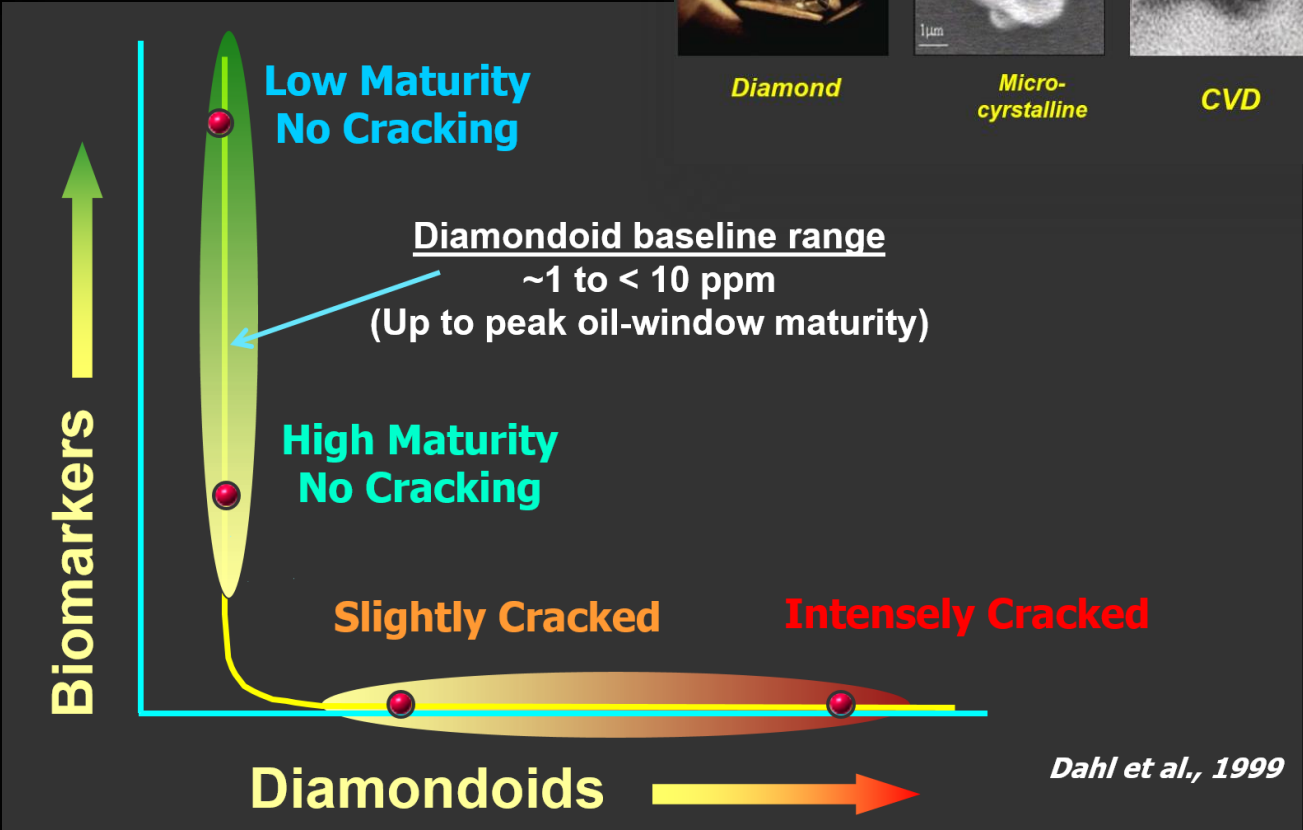 1µm
Diamond
Micro-
cyrstalline
CVD
Low Maturity
No Cracking
Diamondoid baseline range
~1 to < 10 ppm
(Up to peak oil-window maturity)
High Maturity
No Cracking
Slightly Cracked
Intensely Cracked
Biomarkers
Diamondoids
Dahl et al., 1999